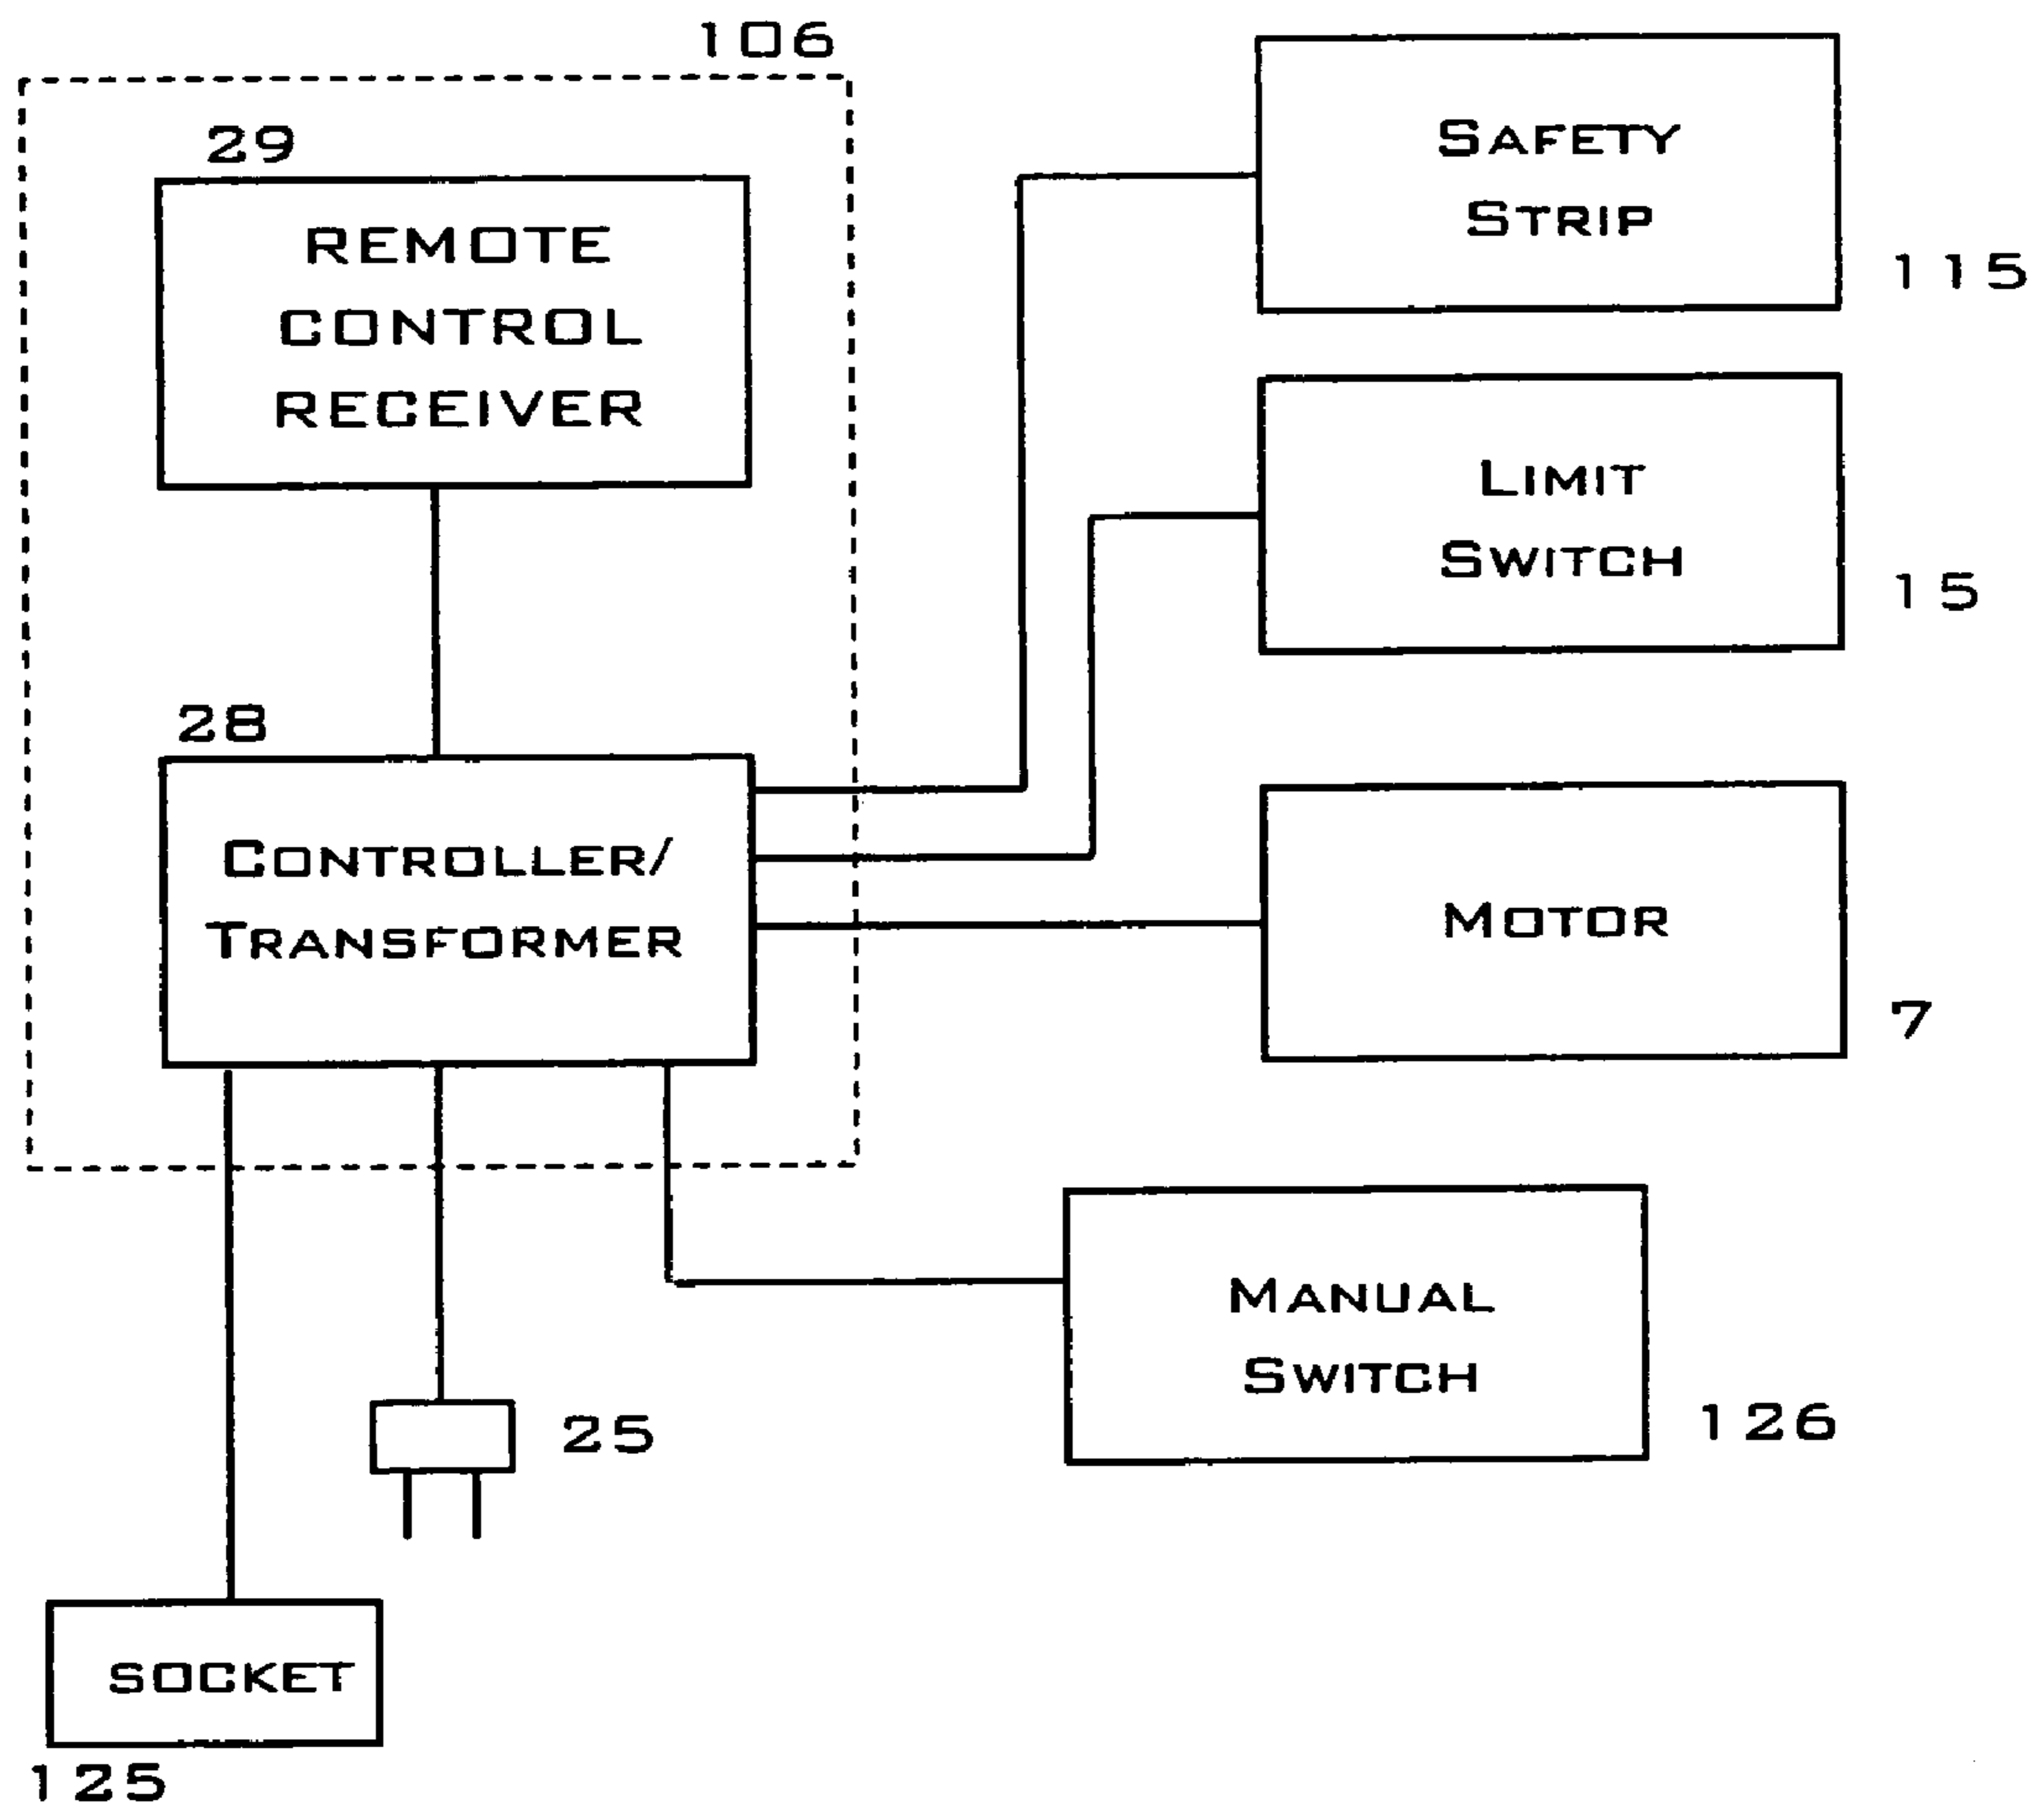 106
29
REMOTE
CONTROL
RECEIVER
SAFETY
STRIP
115
LIMIT
SWITCH
15
28
CONTROLLER/
TRANSFORMER
MOTOR
7
MANUAL
SWITCH
126
25
SOCKET
125